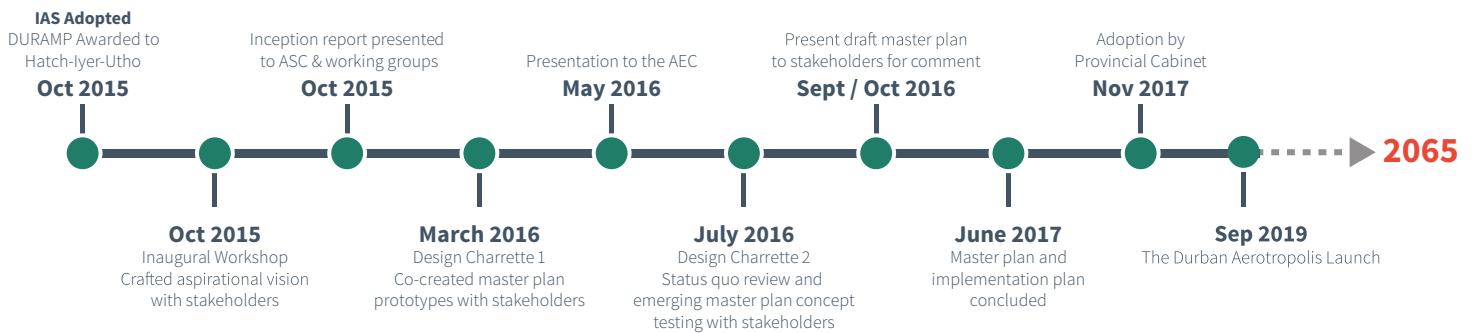 IAS Adopted
DURAMP Awarded to
Hatch-Iyer-Utho
Oct 2015
Oct 2015
Inaugural Workshop
Crafted aspirational vision
with stakeholders
Inception report presented
to ASC & working groups
Oct 2015
March 2016
Design Charrette 1
Co-created master plan
prototypes with stakeholders
Presentation to the AEC
May 2016
July 2016
Design Charrette 2
Status quo review and
emerging master plan concept
testing with stakeholders
Present draft master plan
to stakeholders for comment
Sept / Oct 2016
June 2017
Master plan and
implementation plan
concluded
Adoption by
Provincial Cabinet
Nov 2017
Sep 2019
The Durban Aerotropolis Launch
2065